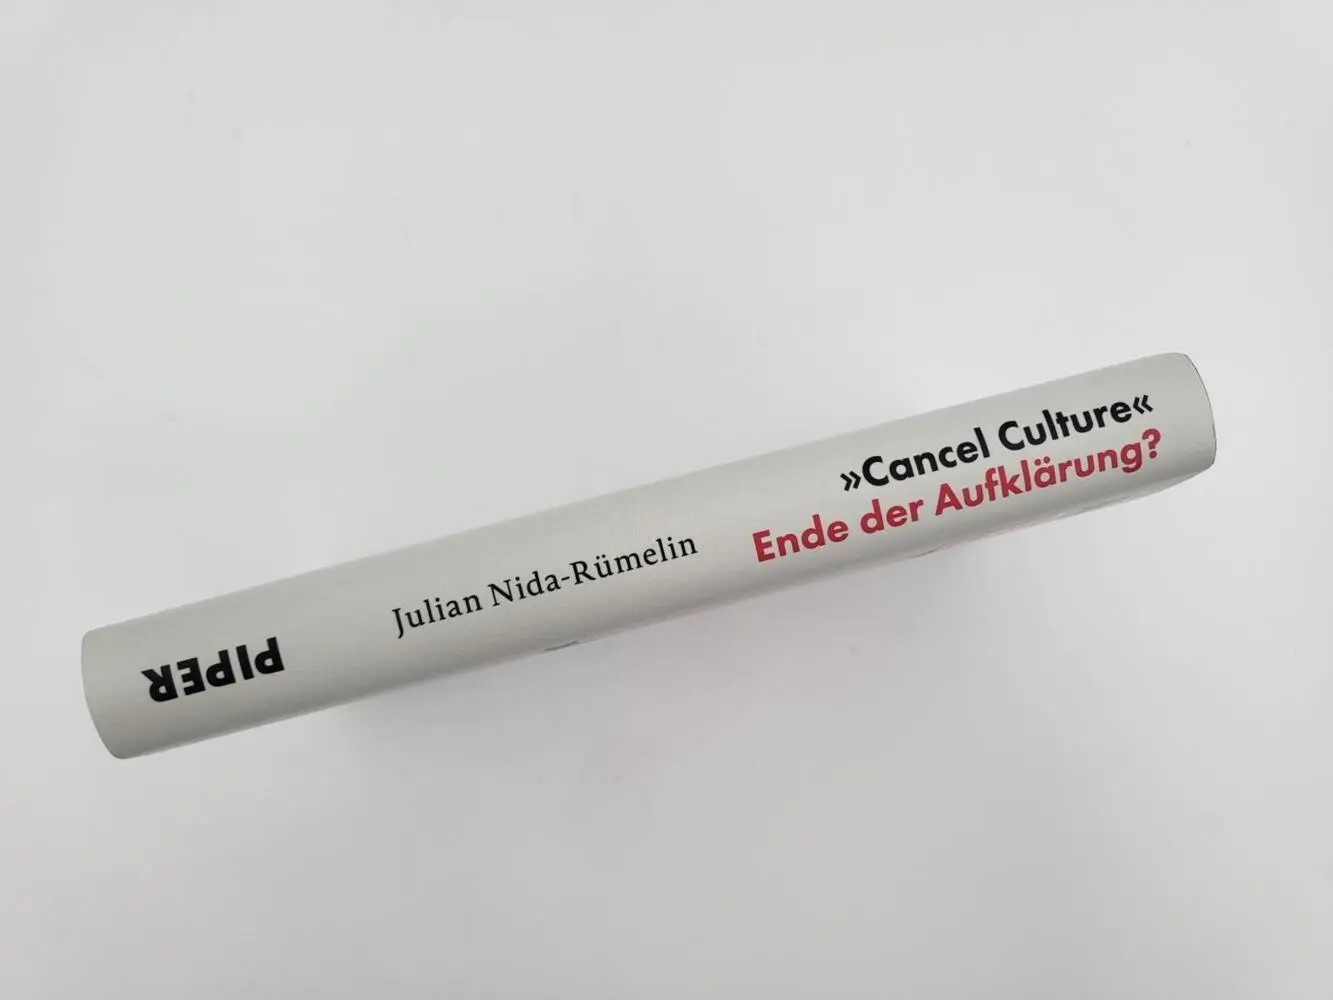 »Cancel Culture«
Ende der Aufklärung?
Julian Nida-Rümelin
PIPER